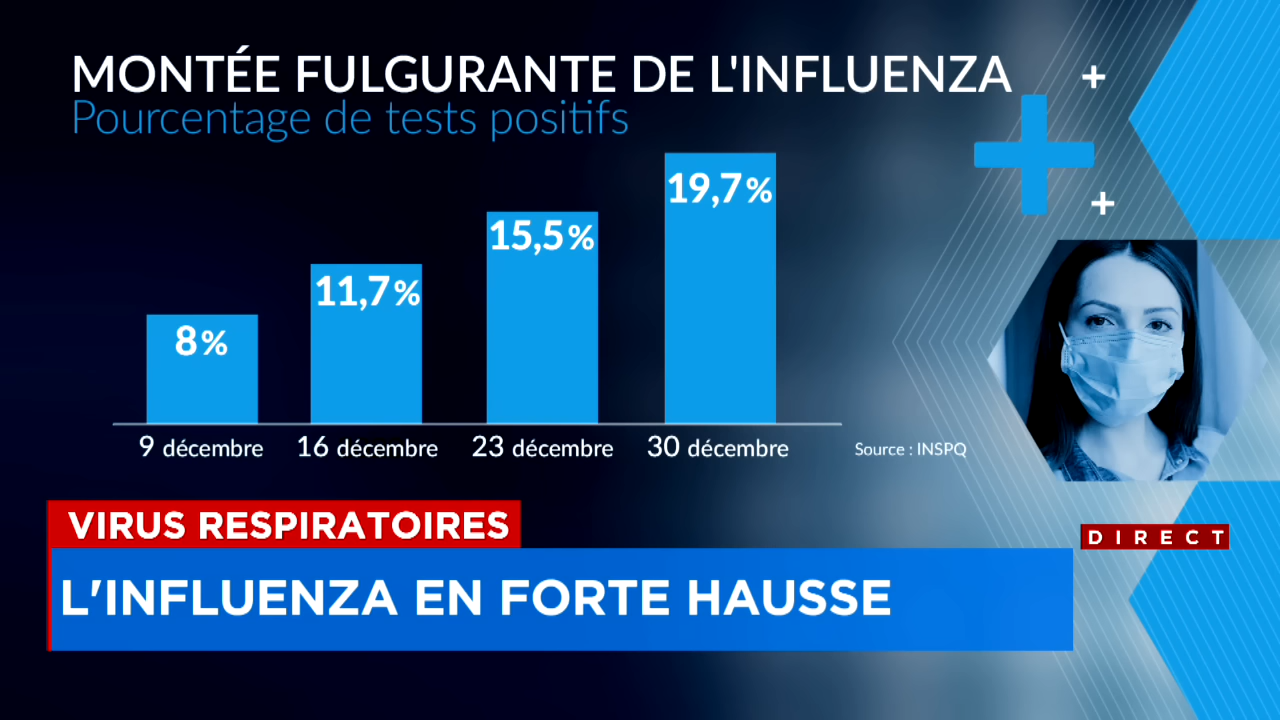 MONTÉE FULGURANTE DE L'INFLUENZA
Pourcentage de tests positifs
8%
11,7%
15,5%
19,7%
9 décembre 16 décembre 23 décembre 30 décembre
Source : INSPQ
VIRUS RESPIRATOIRES
DIRECT
L'INFLUENZA EN FORTE HAUSSE